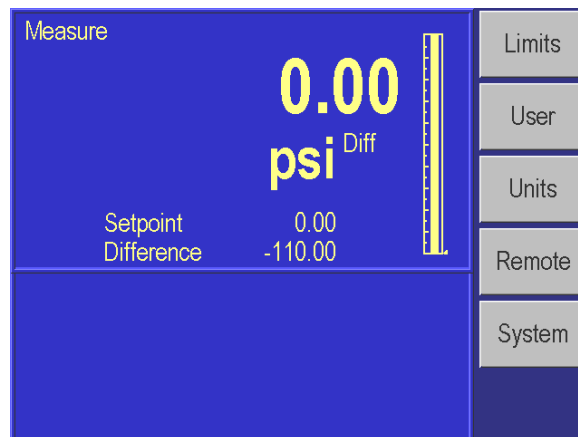 Measure
0.00
psi Diff
Setpoint 0.00
Difference -110.00
Limits
User
Units
Remote
System